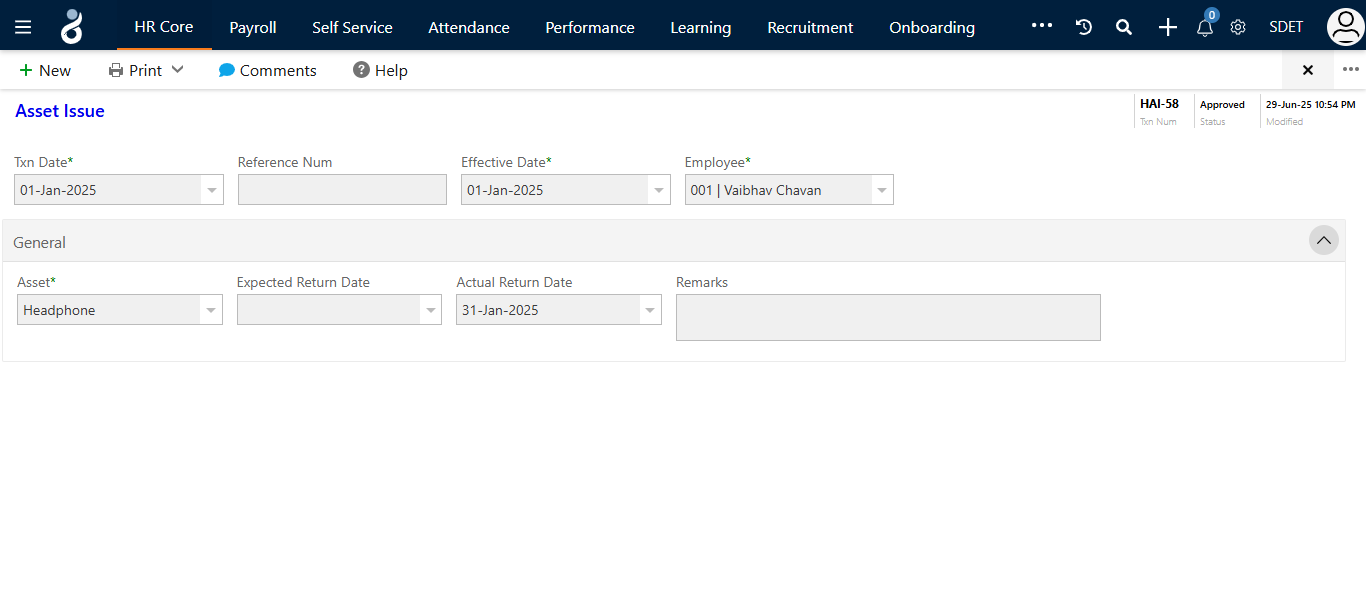 HR Core Payroll Self Service Attendance Performance Learning Recruitment Onboarding ••• 0 SDET
+ New Print Comments ? Help × •••
Asset Issue
HAI-58 Approved 29-Jun-25 10:54 PM
Txn Num Status Modified
Txn Date* Reference Num Effective Date* Employee*
01-Jan-2025 01-Jan-2025 001 | Vaibhav Chavan
General
Asset* Expected Return Date Actual Return Date Remarks
Headphone 31-Jan-2025